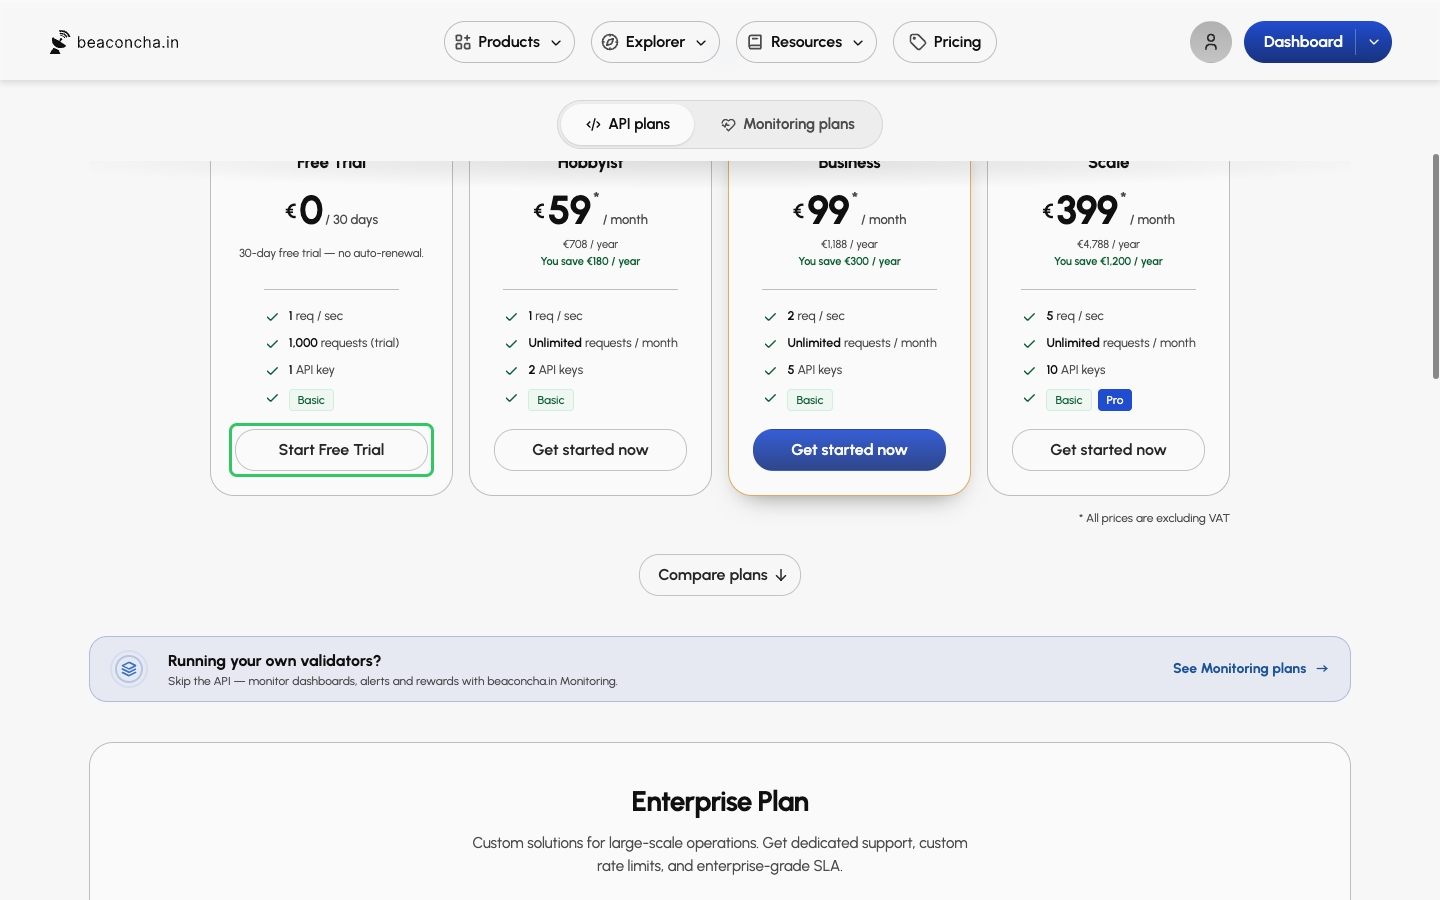 beaconcha.in
Products
Explorer
Resources
Pricing
Dashboard
API plans
Monitoring plans
Free Trial
€0 / 30 days
30-day free trial — no auto-renewal.
1 req / sec
1,000 requests (trial)
1 API key
Basic
Start Free Trial
Hobbyist
€59* / month
€708 / year
You save €180 / year
1 req / sec
Unlimited requests / month
2 API keys
Basic
Get started now
Business
€99* / month
€1,188 / year
You save €300 / year
2 req / sec
Unlimited requests / month
5 API keys
Basic
Get started now
Scale
€399* / month
€4,788 / year
You save €1,200 / year
5 req / sec
Unlimited requests / month
10 API keys
Basic Pro
Get started now
* All prices are excluding VAT
Compare plans
Running your own validators?
Skip the API — monitor dashboards, alerts and rewards with beaconcha.in Monitoring.
See Monitoring plans
Enterprise Plan
Custom solutions for large-scale operations. Get dedicated support, custom
rate limits, and enterprise-grade SLA.